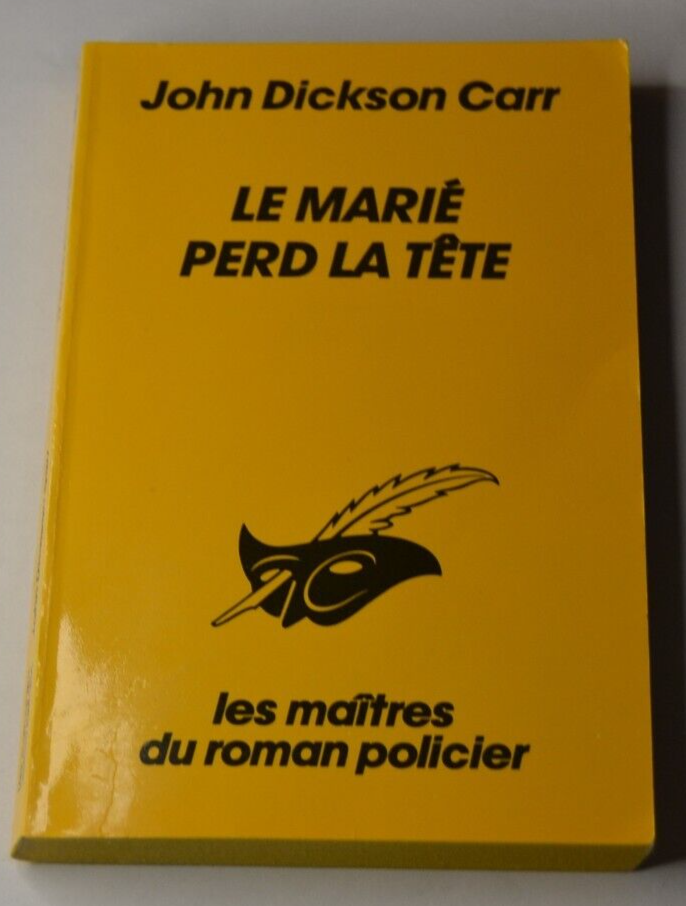 John Dickson Carr
LE MARIÉ
PERD LA TÊTE
les maîtres
du roman policier